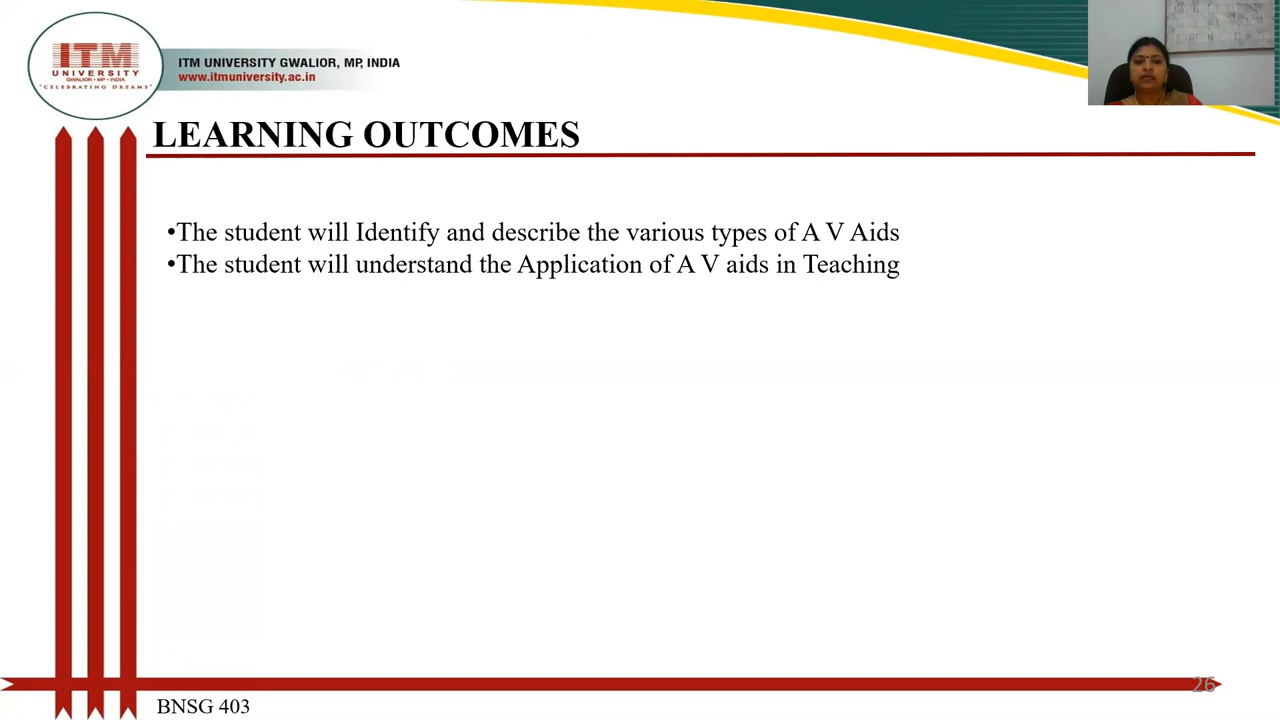 ITM
UNIVERSITY
GWALIOR • MP • INDIA
"CELEBRATING DREAMS"
ITM UNIVERSITY GWALIOR, MP, INDIA
www.itmuniversity.ac.in
LEARNING OUTCOMES
•The student will Identify and describe the various types of A V Aids
•The student will understand the Application of A V aids in Teaching
26
BNSG 403